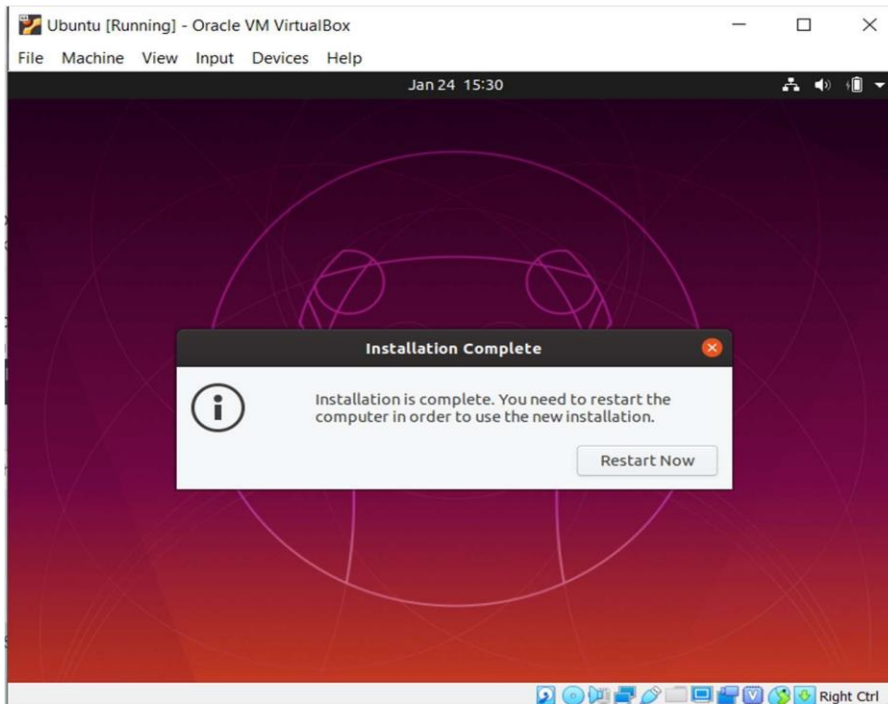 Ubuntu [Running] - Oracle VM VirtualBox
File Machine View Input Devices Help
Jan 24 15:30
Installation Complete
Installation is complete. You need to restart the
computer in order to use the new installation.
Restart Now
Right Ctrl